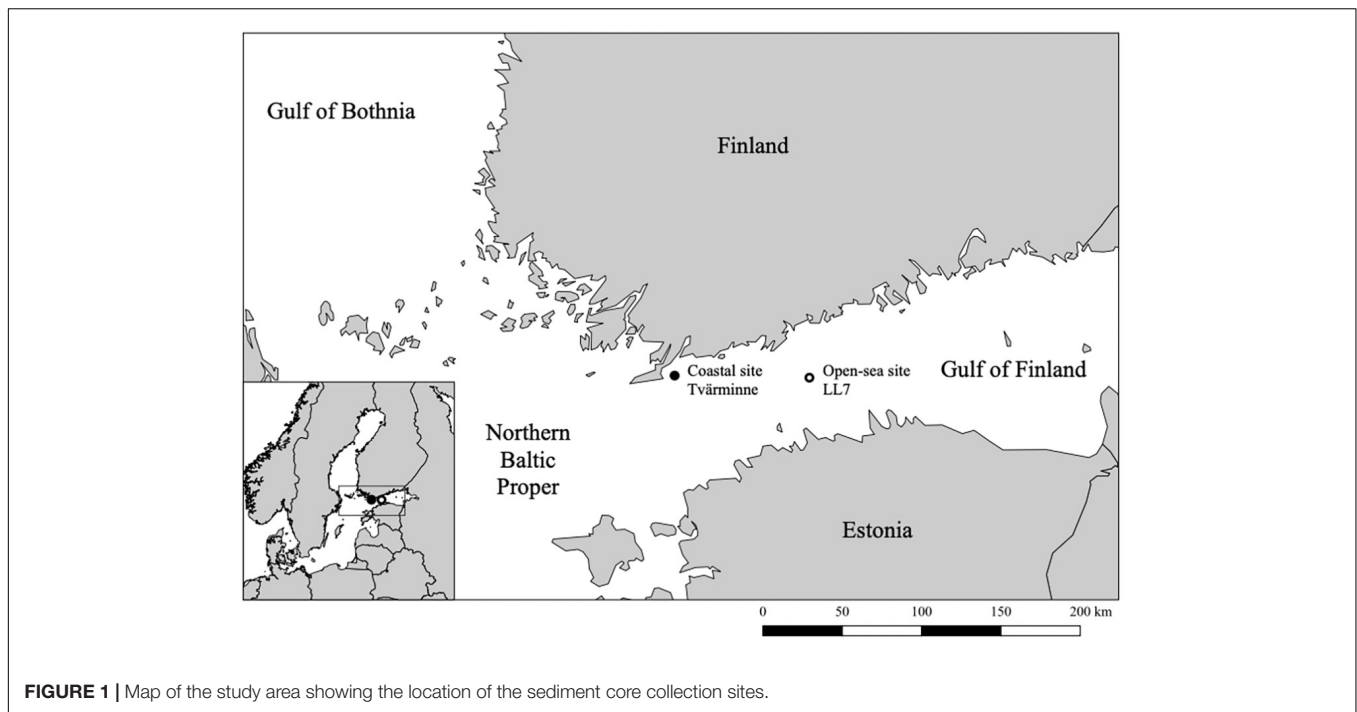 Gulf of Bothnia
Finland
Coastal site
Tvärminne
Open-sea site
LL7
Gulf of Finland
Northern
Baltic
Proper
Estonia
0 50 100 150 200 km
FIGURE 1 | Map of the study area showing the location of the sediment core collection sites.